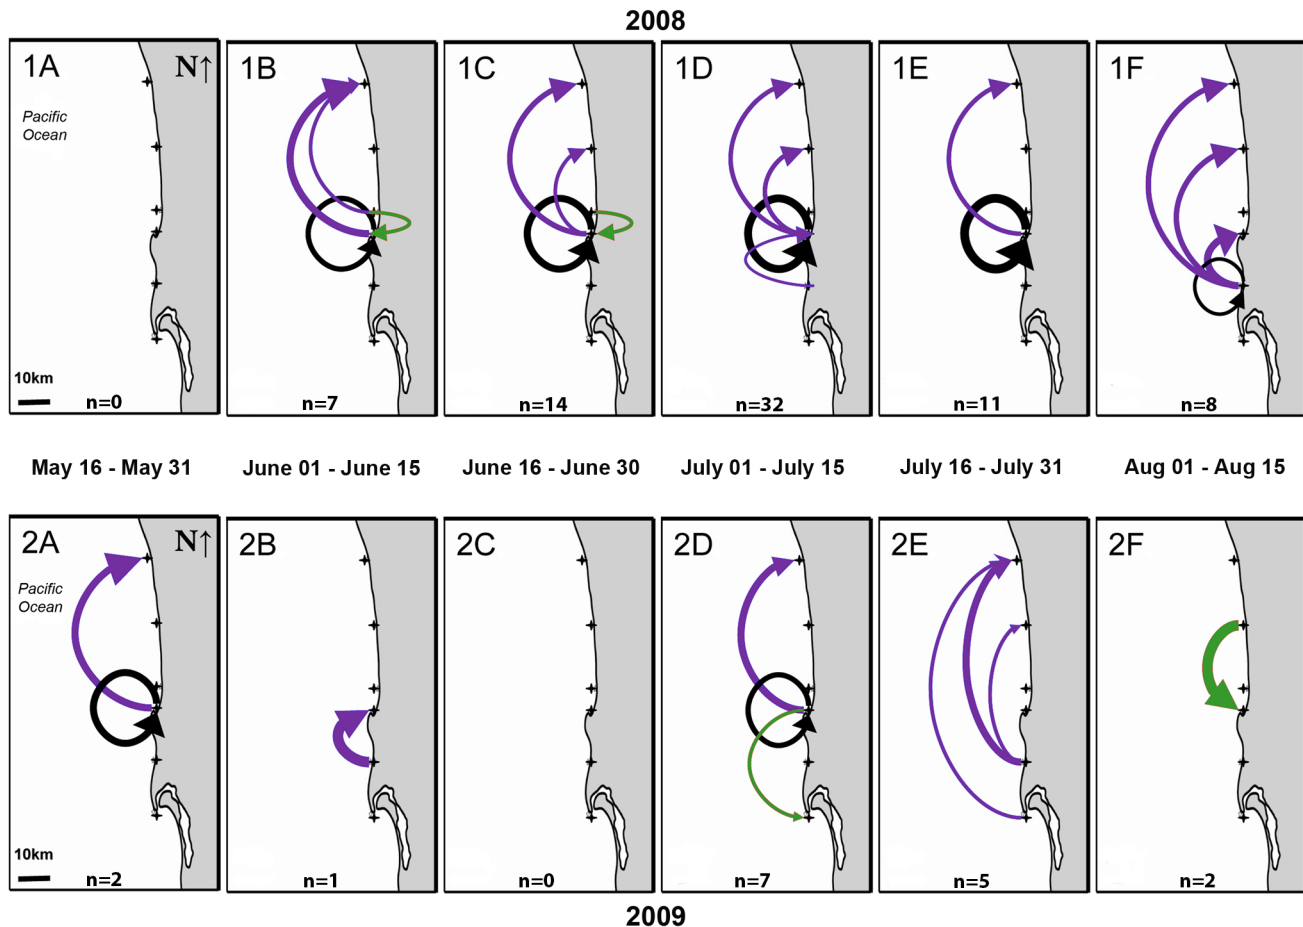 2008
1A
N↑
1B
1C
1D
1E
1F
Pacific
Ocean
10km
n=0
n=7
n=14
n=32
n=11
n=8
May 16 - May 31
June 01 - June 15
June 16 - June 30
July 01 - July 15
July 16 - July 31
Aug 01 - Aug 15
2A
N↑
2B
2C
2D
2E
2F
Pacific
Ocean
10km
n=2
n=1
n=0
n=7
n=5
n=2
2009